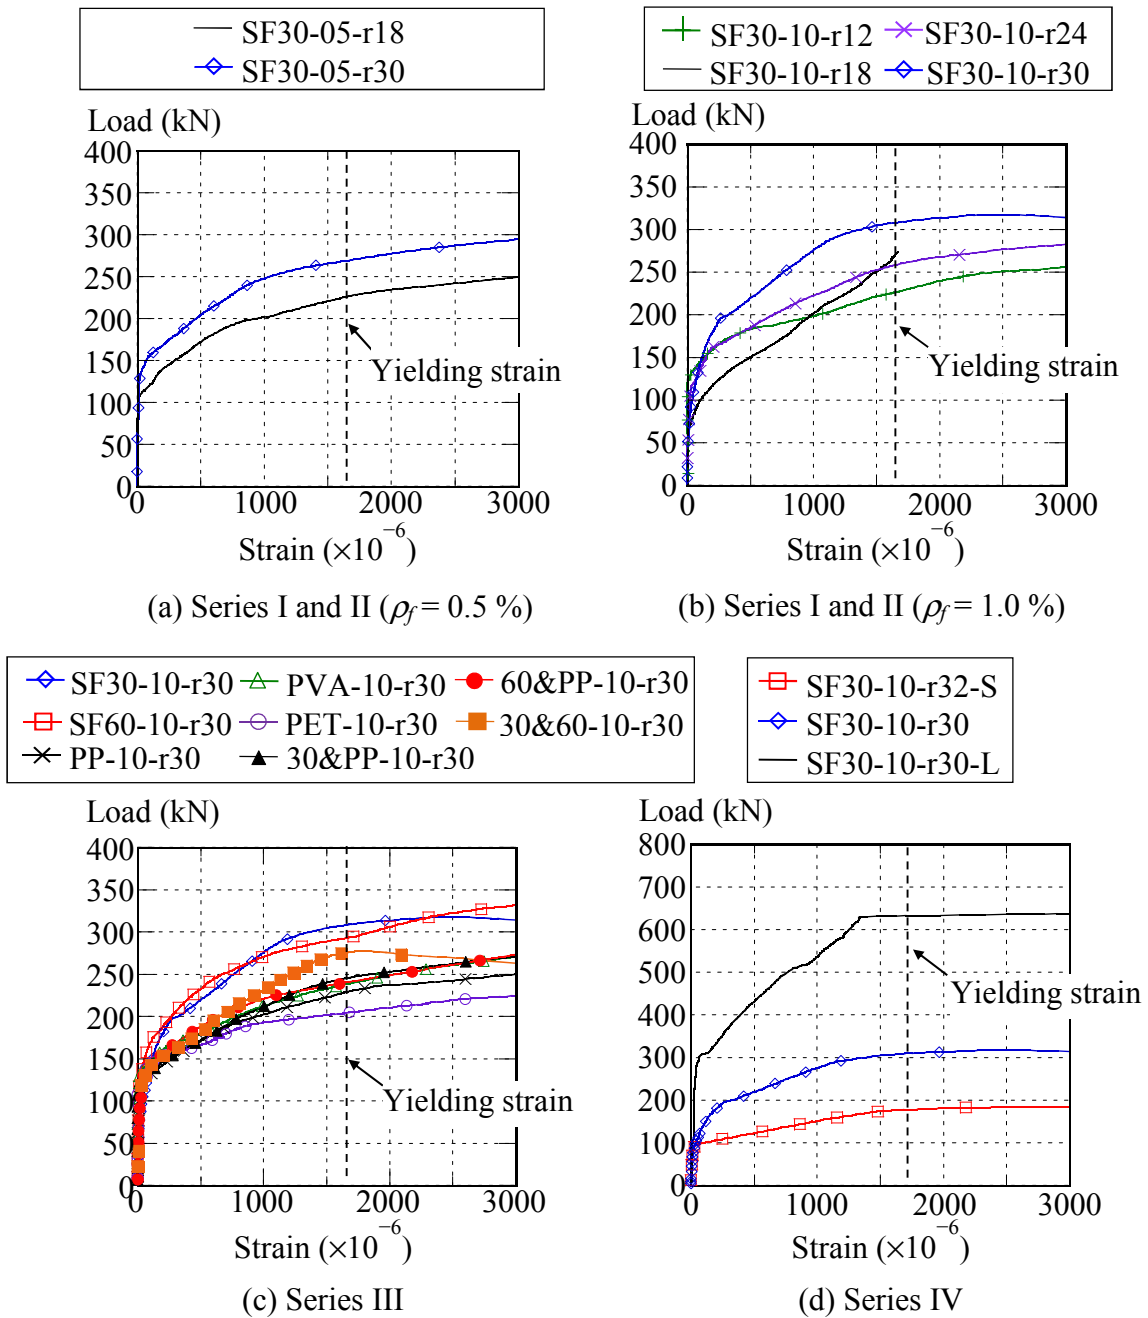 SF30-05-r18
SF30-05-r30
Load (kN)
400
350
300
250
200
150
100
50
0
Yielding strain
0 1000 2000 3000
Strain (×10⁻⁶)
(a) Series I and II (ρf = 0.5 %)
SF30-10-r12 SF30-10-r24
SF30-10-r18 SF30-10-r30
Load (kN)
400
350
300
250
200
150
100
50
0
Yielding strain
0 1000 2000 3000
Strain (×10⁻⁶)
(b) Series I and II (ρf = 1.0 %)
SF30-10-r30 PVA-10-r30 60&PP-10-r30
SF60-10-r30 PET-10-r30 30&60-10-r30
PP-10-r30 30&PP-10-r30
Load (kN)
400
350
300
250
200
150
100
50
0
Yielding strain
0 1000 2000 3000
Strain (×10⁻⁶)
(c) Series III
SF30-10-r32-S
SF30-10-r30
SF30-10-r30-L
Load (kN)
800
700
600
500
400
300
200
100
0
Yielding strain
0 1000 2000 3000
Strain (×10⁻⁶)
(d) Series IV